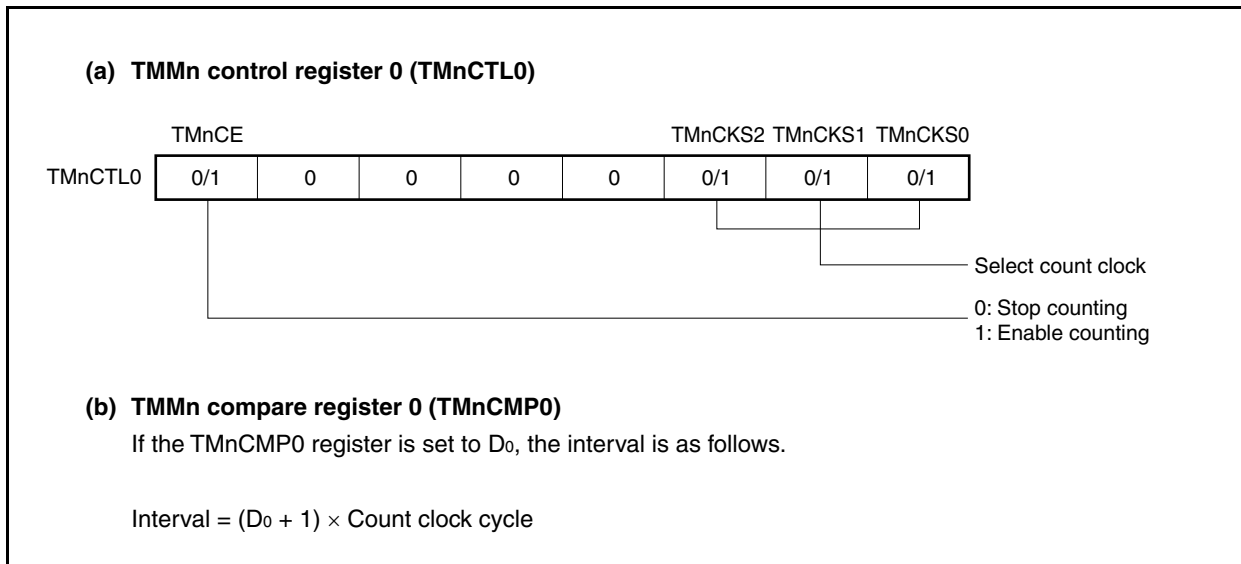 (a) TMMn control register 0 (TMnCTL0)
TMnCE TMnCKS2 TMnCKS1 TMnCKS0
TMnCTL0 0/1 0 0 0 0 0/1 0/1 0/1
Select count clock
0: Stop counting
1: Enable counting
(b) TMMn compare register 0 (TMnCMP0)
If the TMnCMP0 register is set to D0, the interval is as follows.
Interval = (D0 + 1) × Count clock cycle